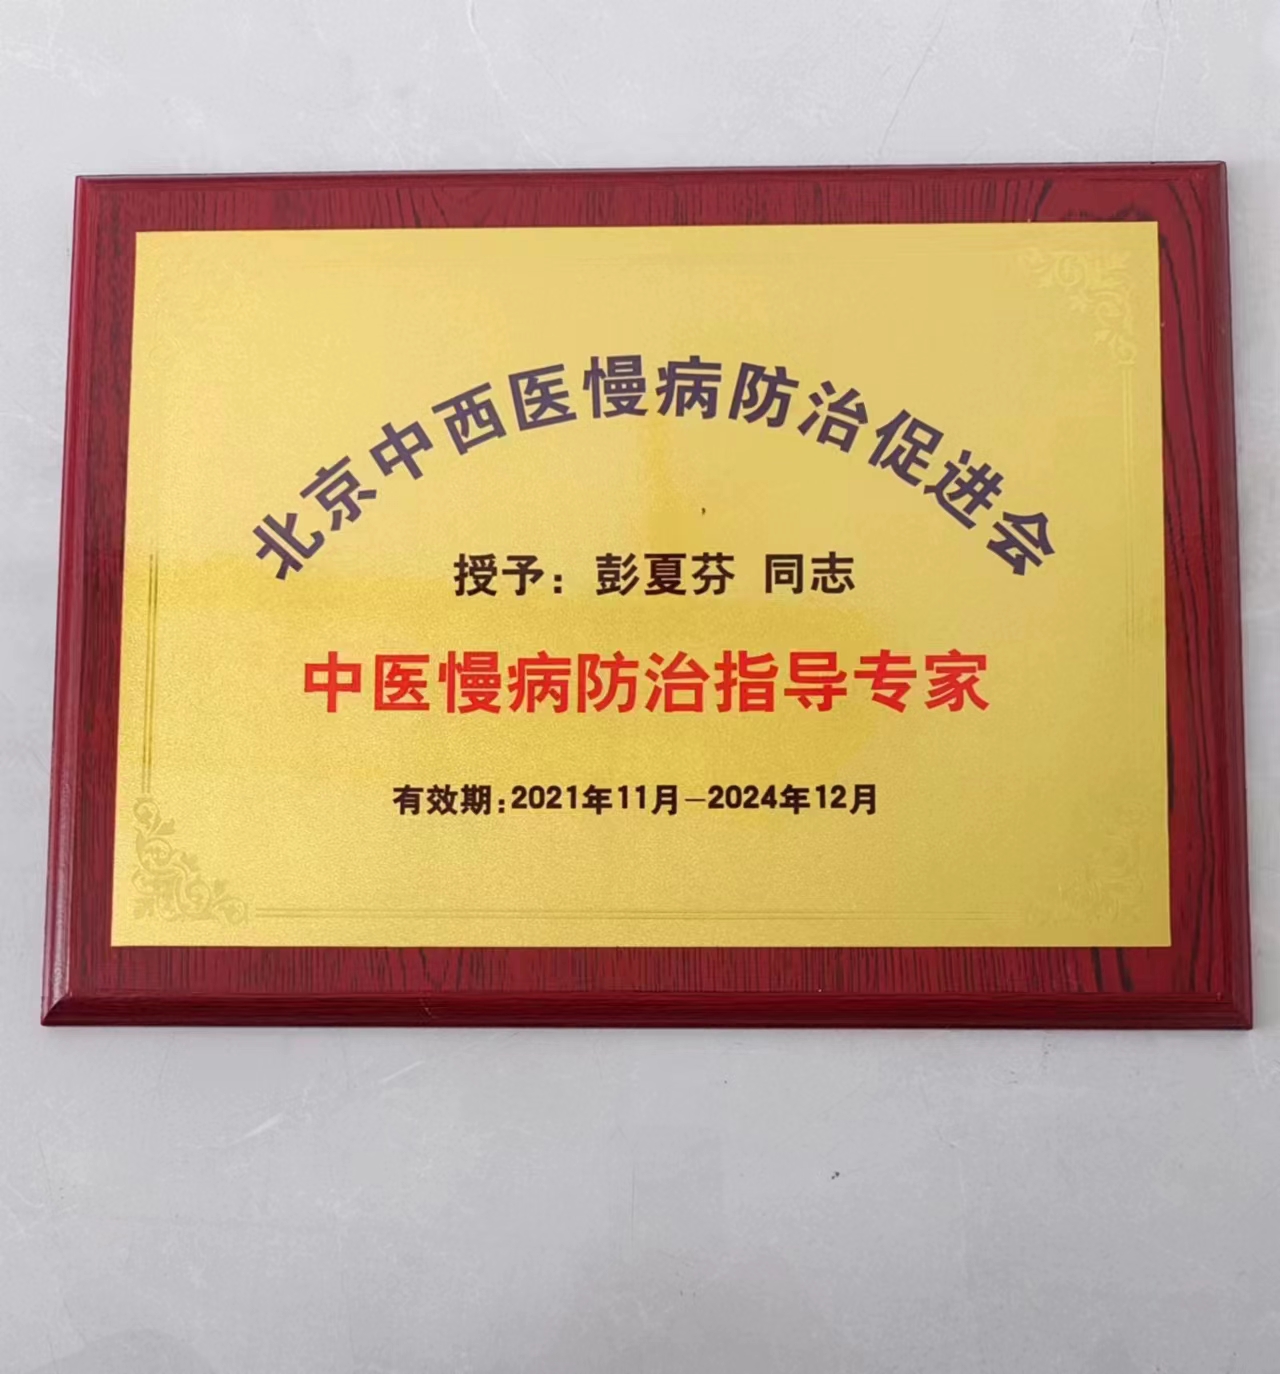 北京中西医慢病防治促进会
授予：彭夏芬 同志
中医慢病防治指导专家
有效期：2021年11月－2024年12月